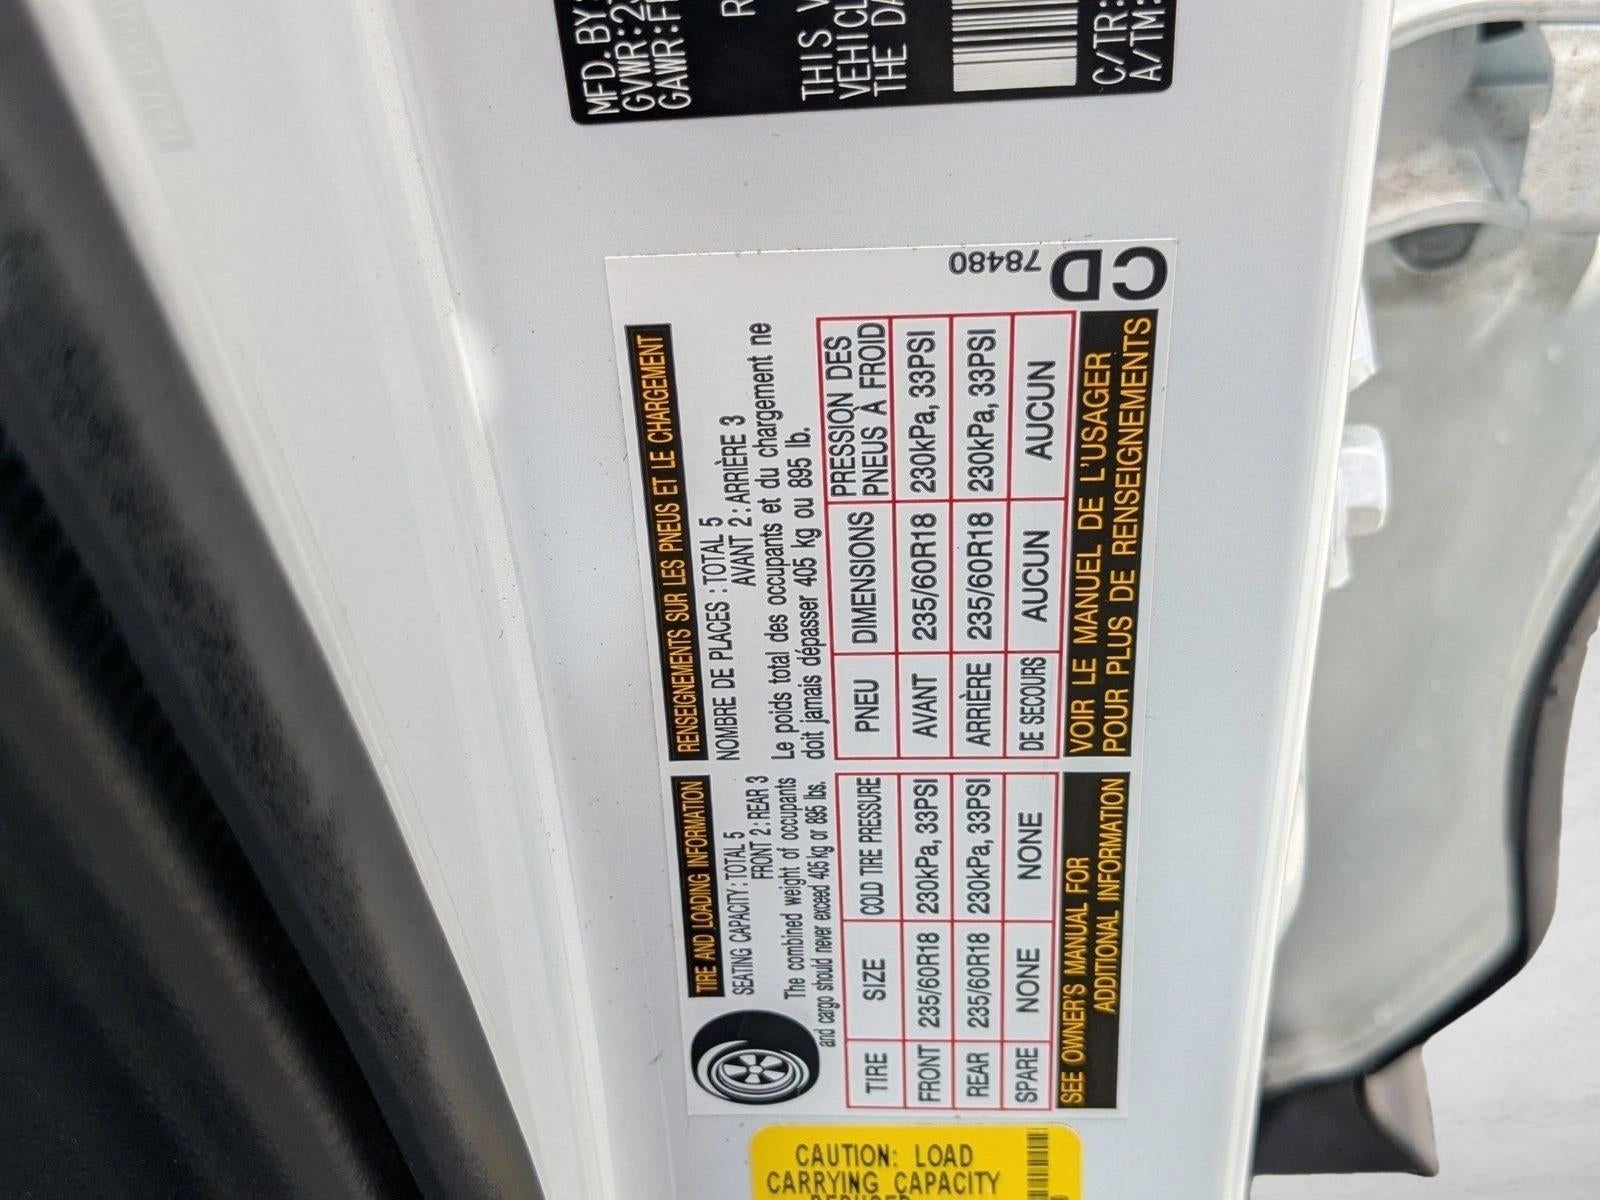 MFD. BY
GVWR:2
GAWR:F
THIS V
VEHICL
THE DA
C/TR:
A/TM:
CD
78480
TIRE AND LOADING INFORMATION
SEATING CAPACITY: TOTAL 5
FRONT 2: REAR 3
The combined weight of occupants
and cargo should never exceed 405 kg or 895 lbs.
TIRE SIZE COLD TIRE PRESSURE
FRONT 235/60R18 230kPa, 33PSI
REAR 235/60R18 230kPa, 33PSI
SPARE NONE NONE
SEE OWNER'S MANUAL FOR
ADDITIONAL INFORMATION
RENSEIGNEMENTS SUR LES PNEUS ET LE CHARGEMENT
NOMBRE DE PLACES : TOTAL 5
AVANT 2: ARRIÈRE 3
Le poids total des occupants et du chargement ne
doit jamais dépasser 405 kg ou 895 lb.
PNEU DIMENSIONS PRESSION DES
PNEUS À FROID
AVANT 235/60R18 230kPa, 33PSI
ARRIÈRE 235/60R18 230kPa, 33PSI
DE SECOURS AUCUN AUCUN
VOIR LE MANUEL DE L'USAGER
POUR PLUS DE RENSEIGNEMENTS
CAUTION: LOAD
CARRYING CAPACITY
REDUCED